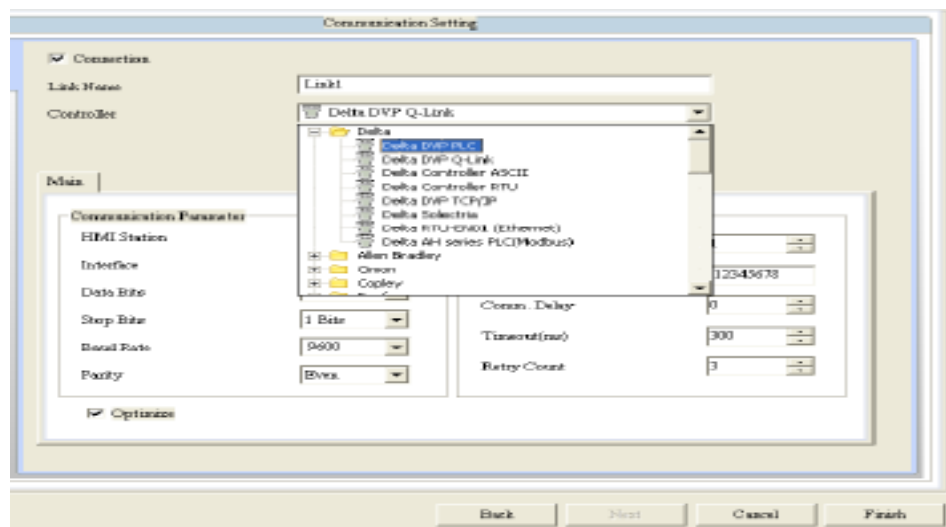 Communication Setting
Connection
Link Name Link1
Controller Delta DVP Q-Link
Delta
Delta DVP PLC
Delta DVP Q-Link
Delta Controller ASCII
Delta Controller RTU
Delta DVP TCP/IP
Delta Solectria
Delta RTU-EN01 (Ethernet)
Delta AH series PLC(Modbus)
Allen Bradley
Omron
Copley
Main
Communication Parameter
HMI Station
Interface 12345678
Data Bits
Comm. Delay 0
Stop Bits 1 Bits
Timeout(ms) 300
Baud Rate 9600
Retry Count 3
Parity Even
Optimize
Back Next Cancel Finish